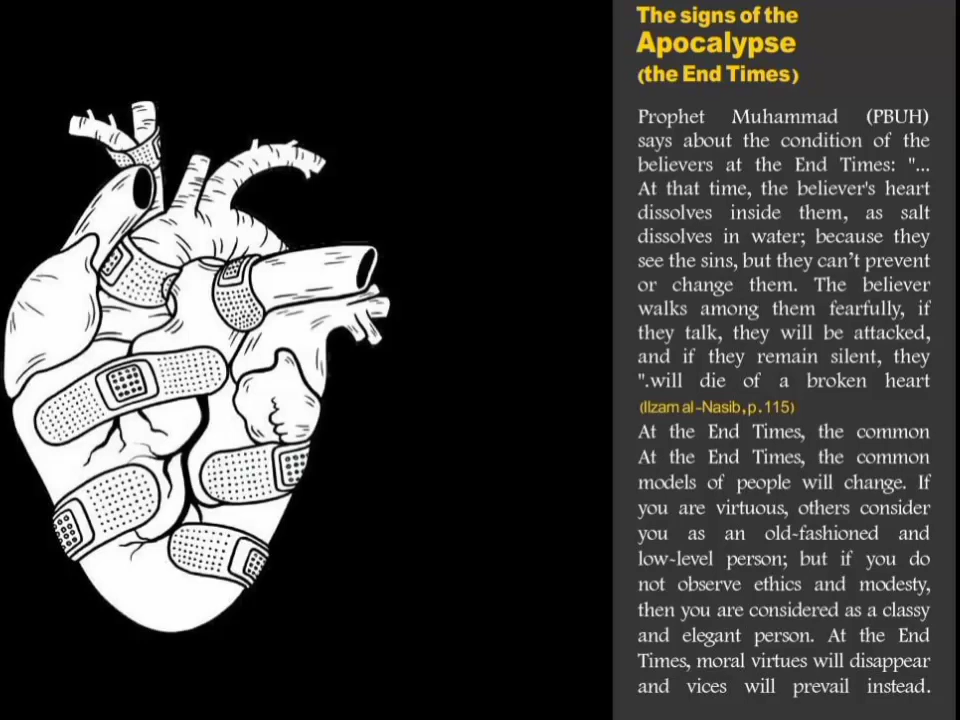 The signs of the
Apocalypse
(the End Times)
Prophet Muhammad (PBUH)
says about the condition of the
believers at the End Times: "...
At that time, the believer's heart
dissolves inside them, as salt
dissolves in water; because they
see the sins, but they can't prevent
or change them. The believer
walks among them fearfully, if
they talk, they will be attacked,
and if they remain silent, they
".will die of a broken heart
(Ilzam al-Nasib,p.115)
At the End Times, the common
At the End Times, the common
models of people will change. If
you are virtuous, others consider
you as an old-fashioned and
low-level person; but if you do
not observe ethics and modesty,
then you are considered as a classy
and elegant person. At the End
Times, moral virtues will disappear
and vices will prevail instead.